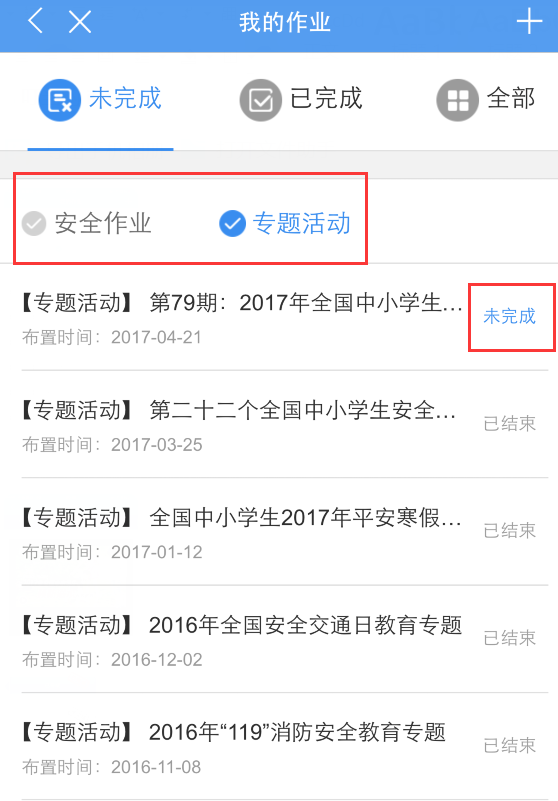 我的作业
未完成 已完成 全部
安全作业 专题活动
【专题活动】 第79期：2017年全国中小学生...
未完成
布置时间：2017-04-21
【专题活动】 第二十二个全国中小学生安全...
已结束
布置时间：2017-03-25
【专题活动】 全国中小学生2017年平安寒假...
已结束
布置时间：2017-01-12
【专题活动】 2016年全国安全交通日教育专题
已结束
布置时间：2016-12-02
【专题活动】 2016年“119”消防安全教育专题
已结束
布置时间：2016-11-08